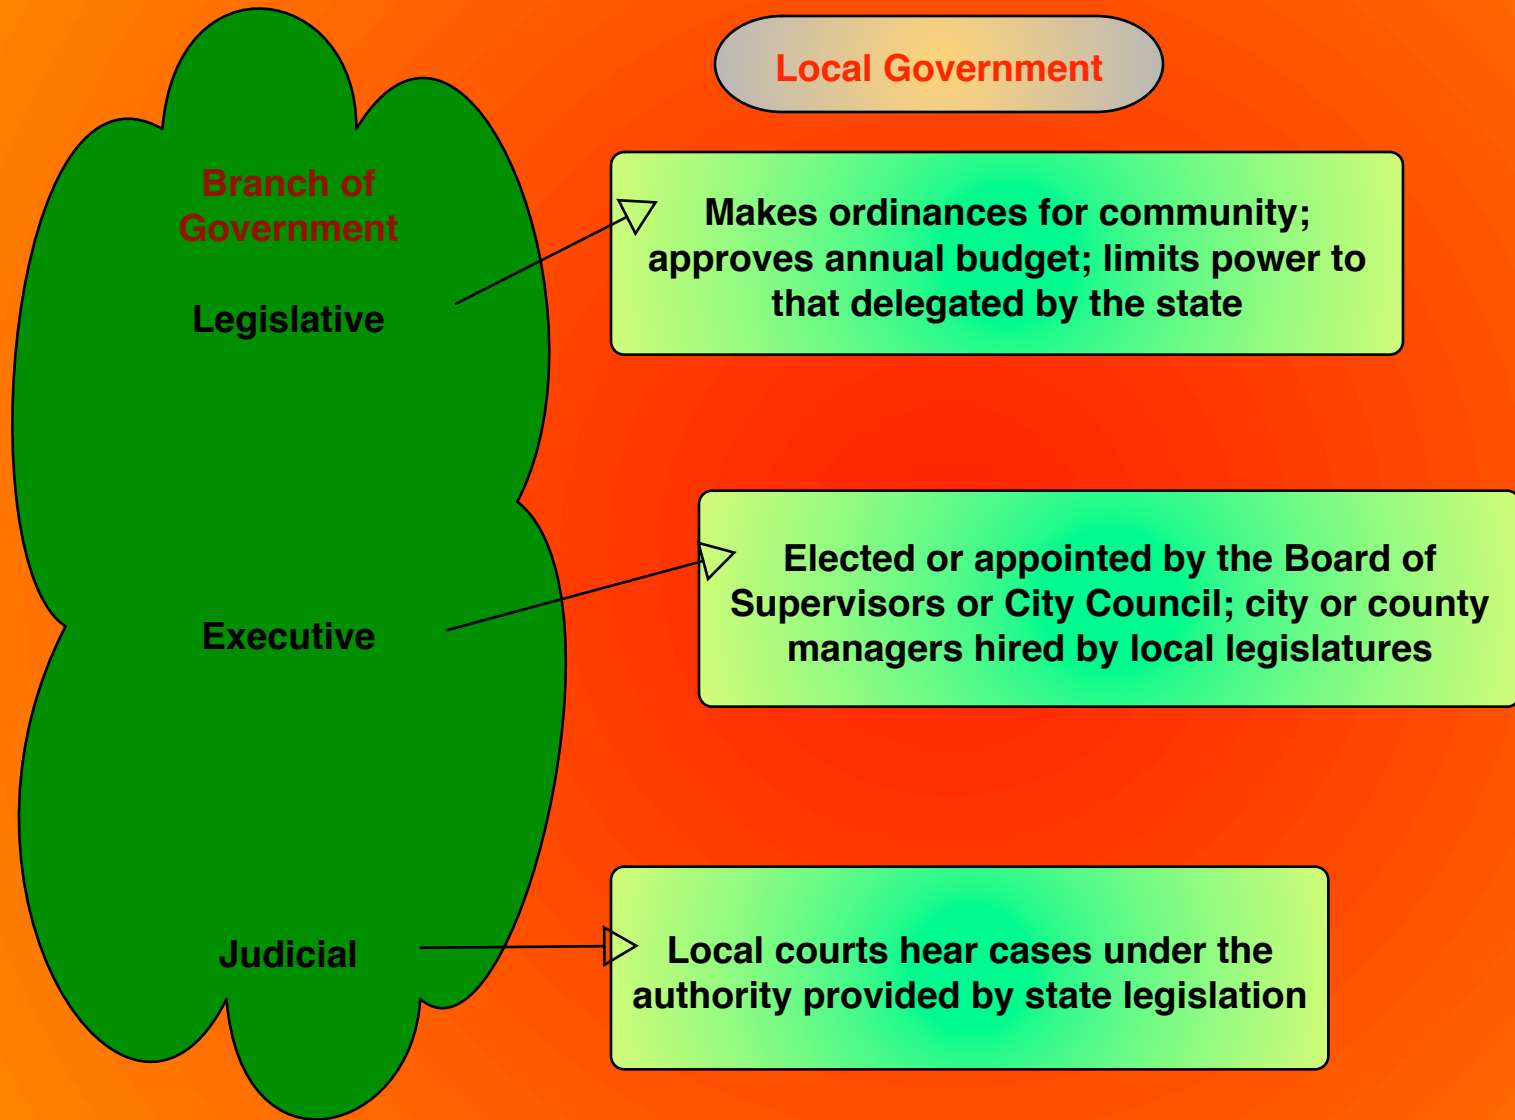 Local Government
Branch of
Government
Legislative
Makes ordinances for community;
approves annual budget; limits power to
that delegated by the state
Executive
Elected or appointed by the Board of
Supervisors or City Council; city or county
managers hired by local legislatures
Judicial
Local courts hear cases under the
authority provided by state legislation